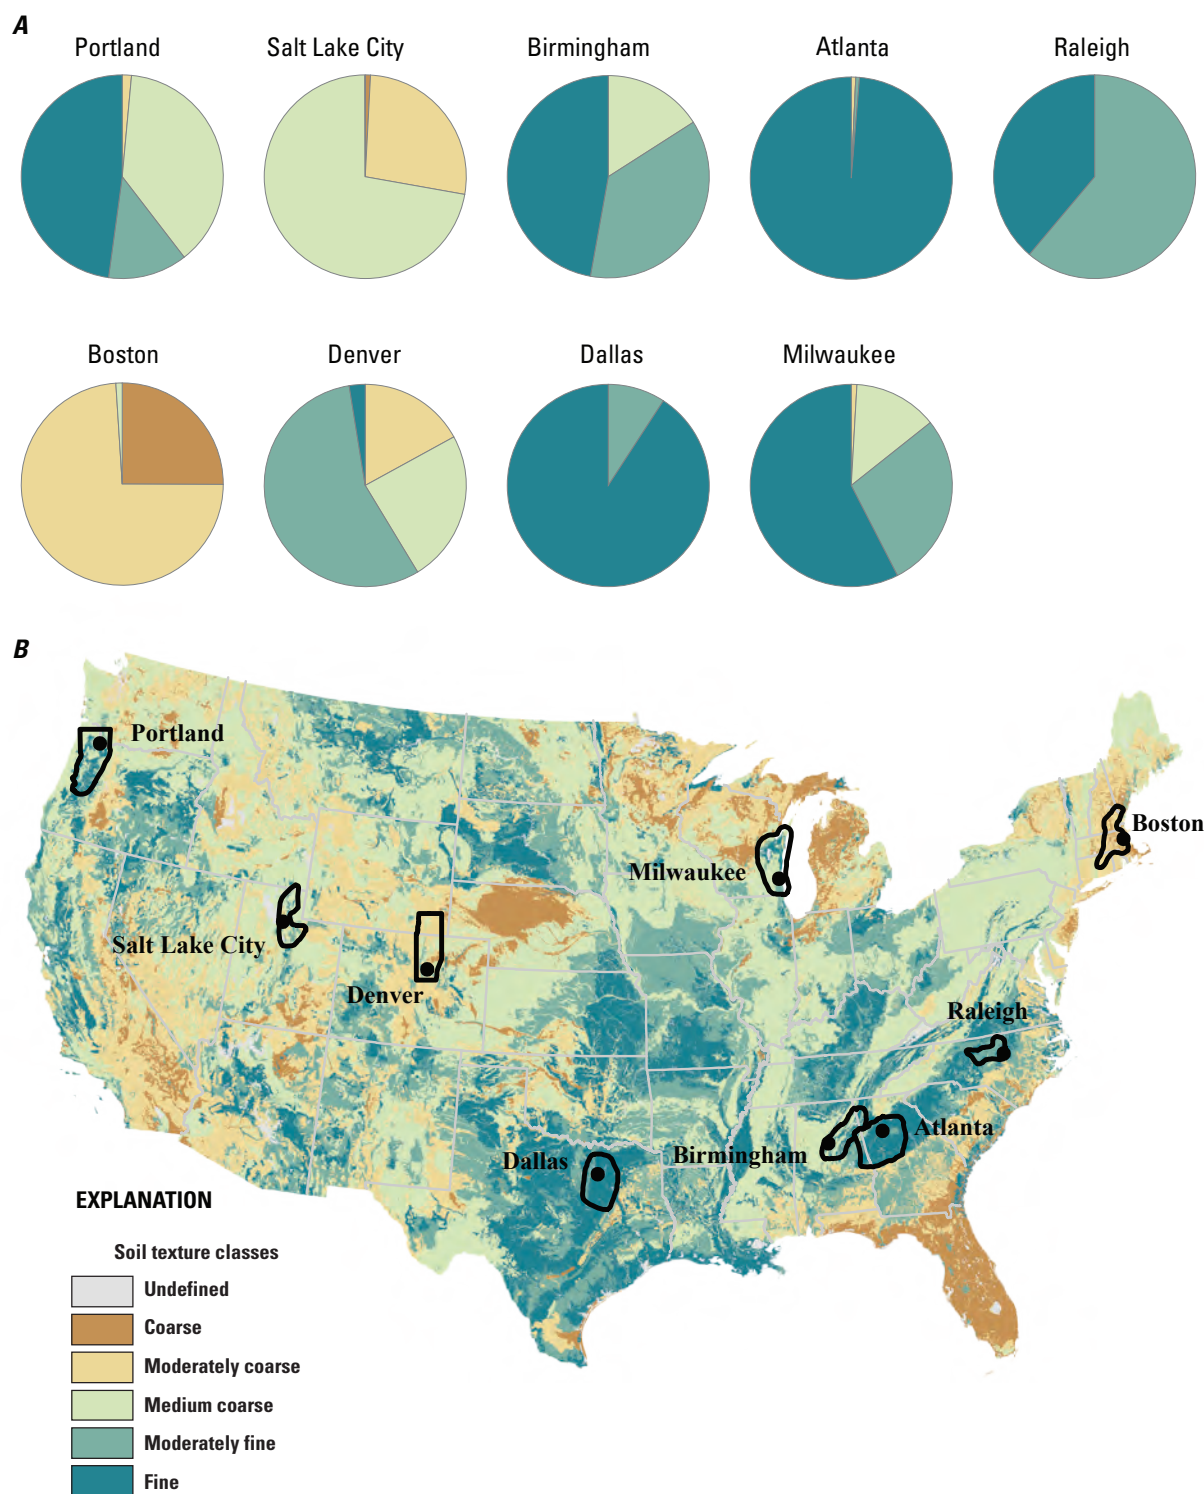 A
Portland
Salt Lake City
Birmingham
Atlanta
Raleigh
Boston
Denver
Dallas
Milwaukee
B
Portland
Boston
Milwaukee
Salt Lake City
Denver
Raleigh
Atlanta
Birmingham
Dallas
EXPLANATION
Soil texture classes
Undefined
Coarse
Moderately coarse
Medium coarse
Moderately fine
Fine